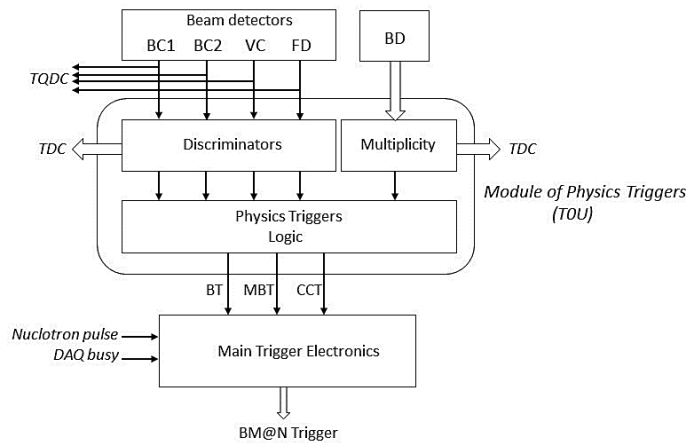 Beam detectors
BC1 BC2 VC FD
BD
TQDC
Discriminators
Multiplicity
TDC
TDC
Module of Physics Triggers
(T0U)
Physics Triggers
Logic
BT MBT CCT
Nuclotron pulse
DAQ busy
Main Trigger Electronics
BM@N Trigger